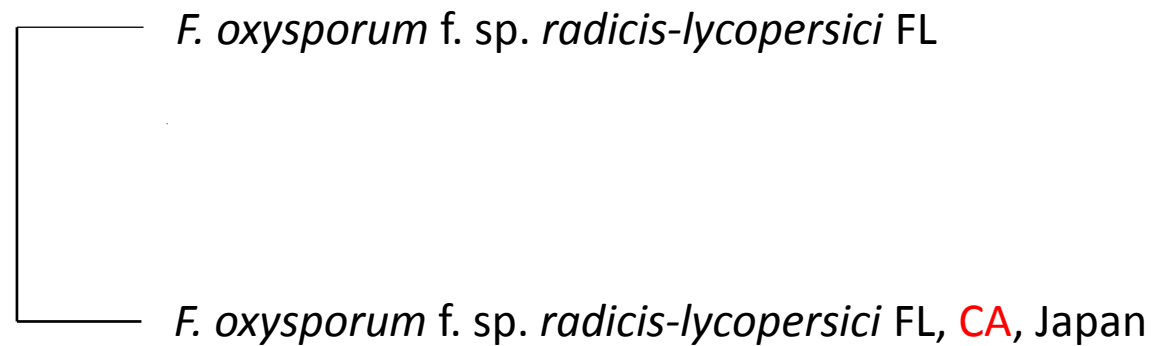 F. oxysporum f. sp. radicis-lycopersici FL
F. oxysporum f. sp. radicis-lycopersici FL, CA, Japan